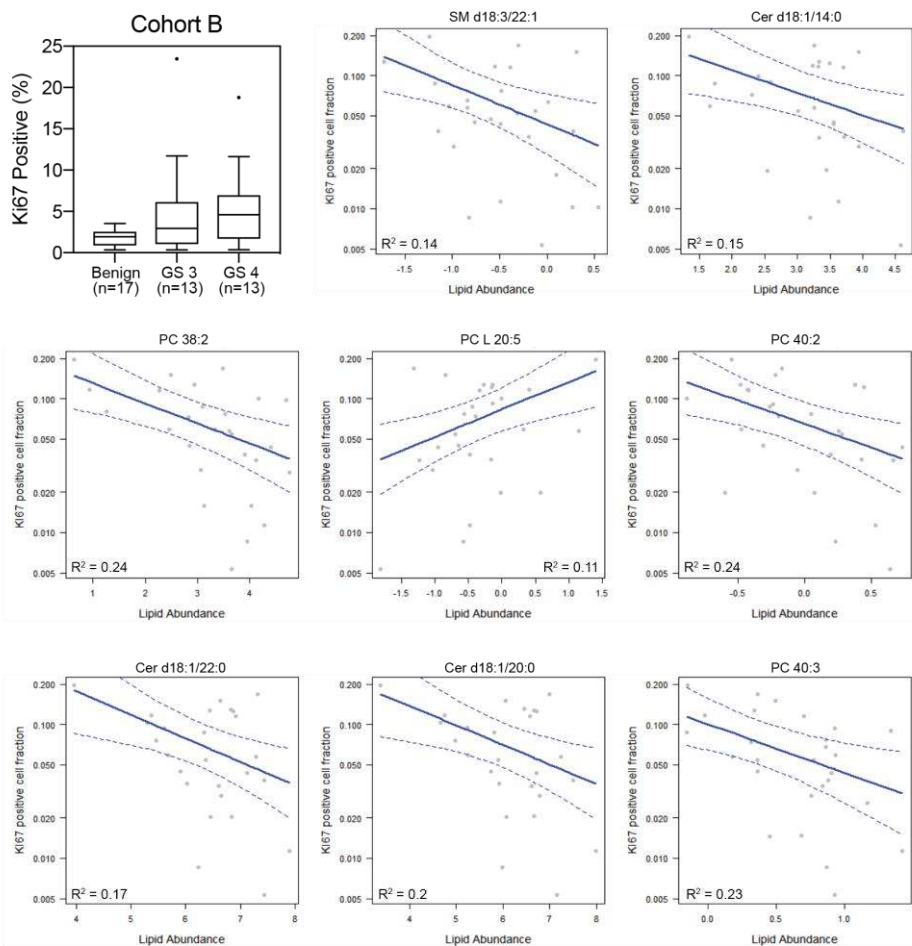 Cohort B
Ki67 Positive (%)
25
20
15
10
5
0
Benign
(n=17)
GS 3
(n=13)
GS 4
(n=13)
SM d18:3/22:1
KI67 positive cell fraction
0.200
0.100
0.050
0.020
0.010
0.005
R² = 0.14
-1.5 -1.0 -0.5 0.0 0.5
Lipid Abundance
Cer d18:1/14:0
KI67 positive cell fraction
0.200
0.100
0.050
0.020
0.010
0.005
R² = 0.15
1.5 2.0 2.5 3.0 3.5 4.0 4.5
Lipid Abundance
PC 38:2
KI67 positive cell fraction
0.200
0.100
0.050
0.020
0.010
0.005
R² = 0.24
1 2 3 4
Lipid Abundance
PC L 20:5
KI67 positive cell fraction
0.200
0.100
0.050
0.020
0.010
0.005
R² = 0.11
-1.5 -1.0 -0.5 0.0 0.5 1.0 1.5
Lipid Abundance
PC 40:2
KI67 positive cell fraction
0.200
0.100
0.050
0.020
0.010
0.005
R² = 0.24
-0.5 0.0 0.5
Lipid Abundance
Cer d18:1/22:0
KI67 positive cell fraction
0.200
0.100
0.050
0.020
0.010
0.005
R² = 0.17
4 5 6 7 8
Lipid Abundance
Cer d18:1/20:0
KI67 positive cell fraction
0.200
0.100
0.050
0.020
0.010
0.005
R² = 0.2
4 5 6 7 8
Lipid Abundance
PC 40:3
KI67 positive cell fraction
0.200
0.100
0.050
0.020
0.010
0.005
R² = 0.23
0.0 0.5 1.0
Lipid Abundance